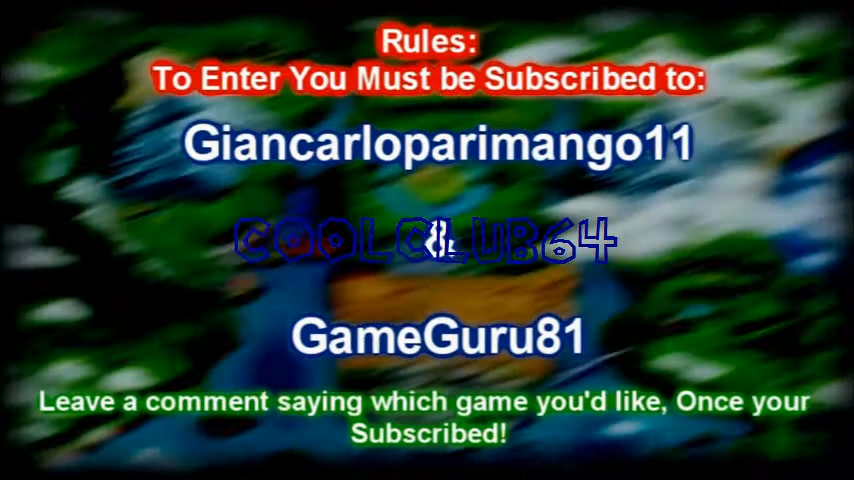 Rules:
To Enter You Must be Subscribed to:
Giancarloparimango11
COOLCLUB64
&
GameGuru81
Leave a comment saying which game you'd like, Once your
Subscribed!